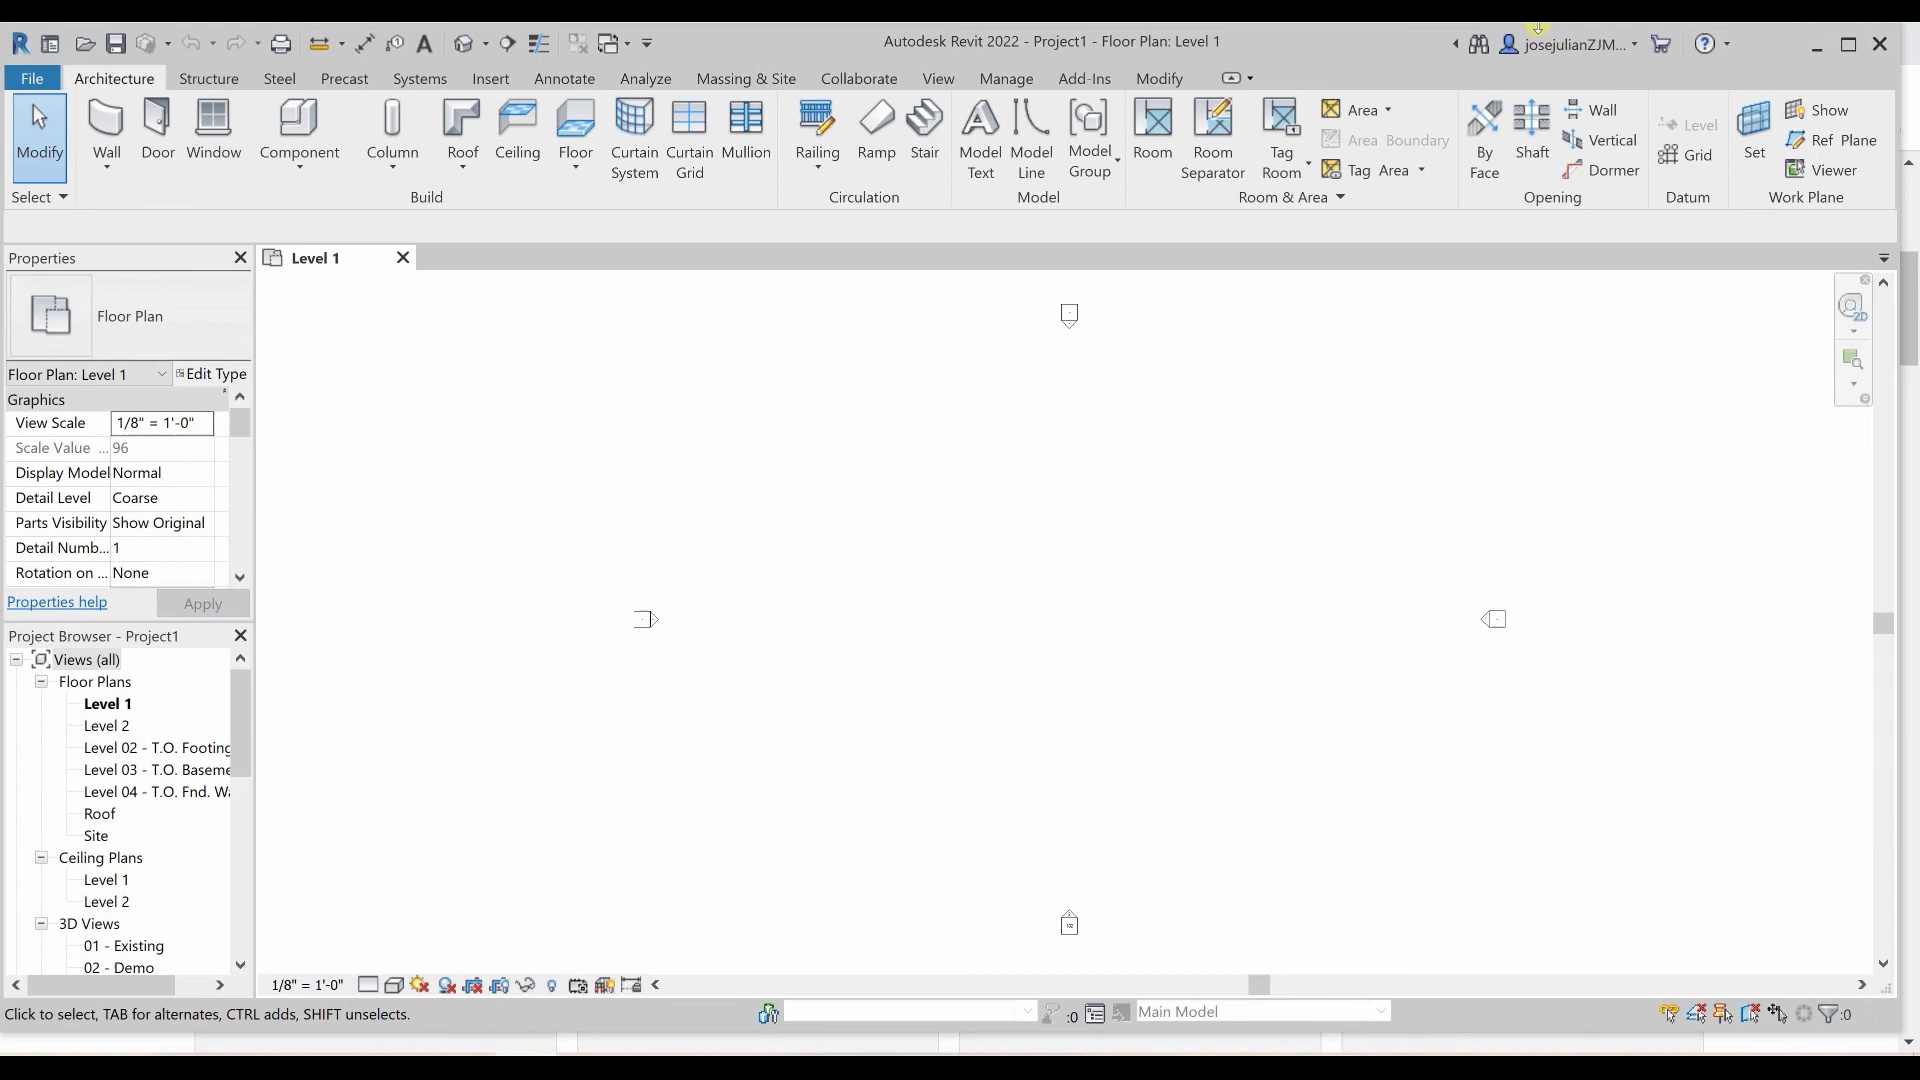 Autodesk Revit 2022 - Project1 - Floor Plan: Level 1
josejulianZJM...
File Architecture Structure Steel Precast Systems Insert Annotate Analyze Massing & Site Collaborate View Manage Add-Ins Modify
Modify
Wall
Door
Window
Component
Column
Roof
Ceiling
Floor
Curtain
System
Curtain
Grid
Mullion
Railing
Ramp
Stair
Model
Text
Model
Line
Model
Group
Room
Room
Separator
Tag
Room
Area
Area Boundary
Tag Area
By
Face
Shaft
Wall
Vertical
Dormer
Level
Grid
Set
Show
Ref Plane
Viewer
Select
Build
Circulation
Model
Room & Area
Opening
Datum
Work Plane
Properties
Floor Plan
Floor Plan: Level 1
Edit Type
Graphics
View Scale 1/8" = 1'-0"
Scale Value ... 96
Display Model Normal
Detail Level Coarse
Parts Visibility Show Original
Detail Numb... 1
Rotation on ... None
Properties help
Apply
Project Browser - Project1
Views (all)
Floor Plans
Level 1
Level 2
Level 02 - T.O. Footing
Level 03 - T.O. Baseme
Level 04 - T.O. Fnd. Wa
Roof
Site
Ceiling Plans
Level 1
Level 2
3D Views
01 - Existing
02 - Demo
Level 1
2D
1/8" = 1'-0"
Click to select, TAB for alternates, CTRL adds, SHIFT unselects.
:0
Main Model
:0